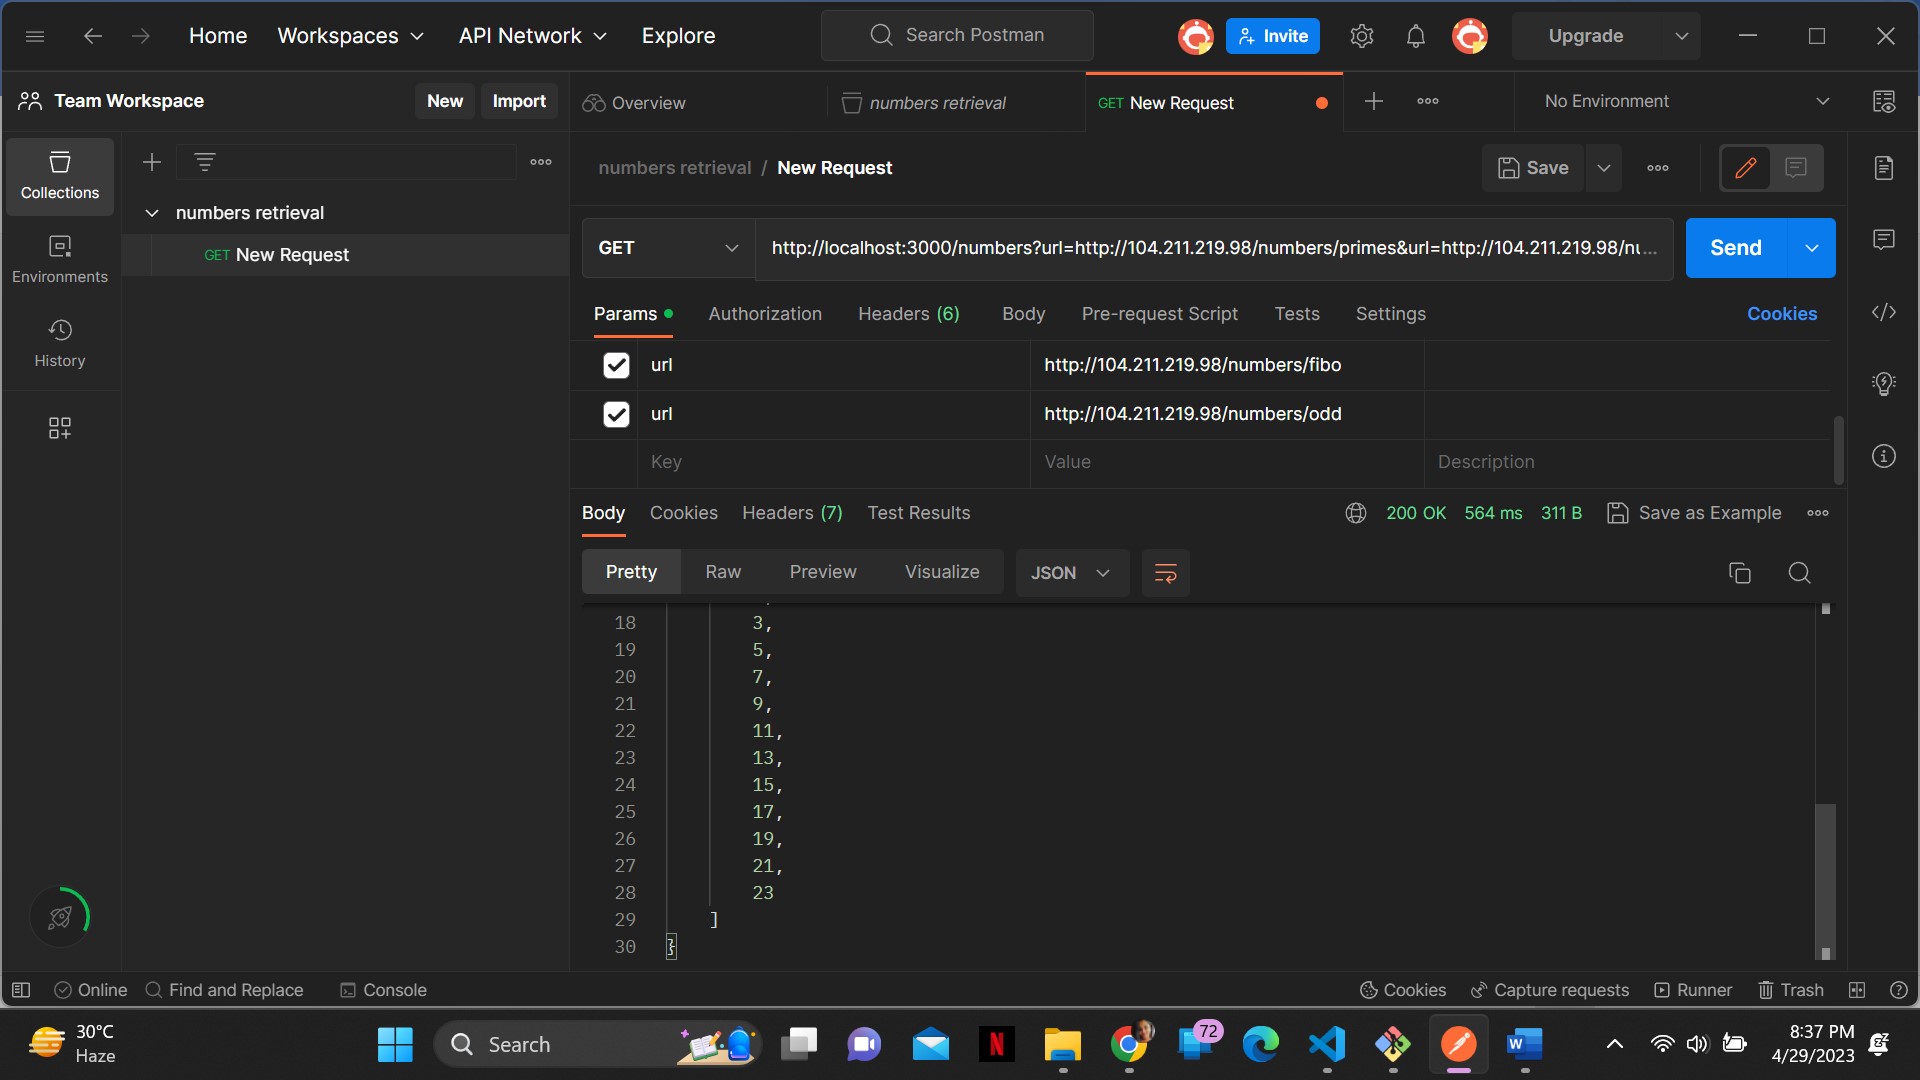 Home
Workspaces
API Network
Explore
Search Postman
Invite
Upgrade
Team Workspace
New
Import
Overview
numbers retrieval
GET New Request
No Environment
Collections
Environments
History
numbers retrieval
GET New Request
numbers retrieval / New Request
Save
GET
http://localhost:3000/numbers?url=http://104.211.219.98/numbers/primes&url=http://104.211.219.98/nu...
Send
Params
Authorization
Headers (6)
Body
Pre-request Script
Tests
Settings
Cookies
url
http://104.211.219.98/numbers/fibo
url
http://104.211.219.98/numbers/odd
Key
Value
Description
Body
Cookies
Headers (7)
Test Results
200 OK
564 ms
311 B
Save as Example
Pretty
Raw
Preview
Visualize
JSON
18 3,
19 5,
20 7,
21 9,
22 11,
23 13,
24 15,
25 17,
26 19,
27 21,
28 23
29 ]
30 }
Online
Find and Replace
Console
Cookies
Capture requests
Runner
Trash
30°C
Haze
Search
N
72
W
8:37 PM
4/29/2023